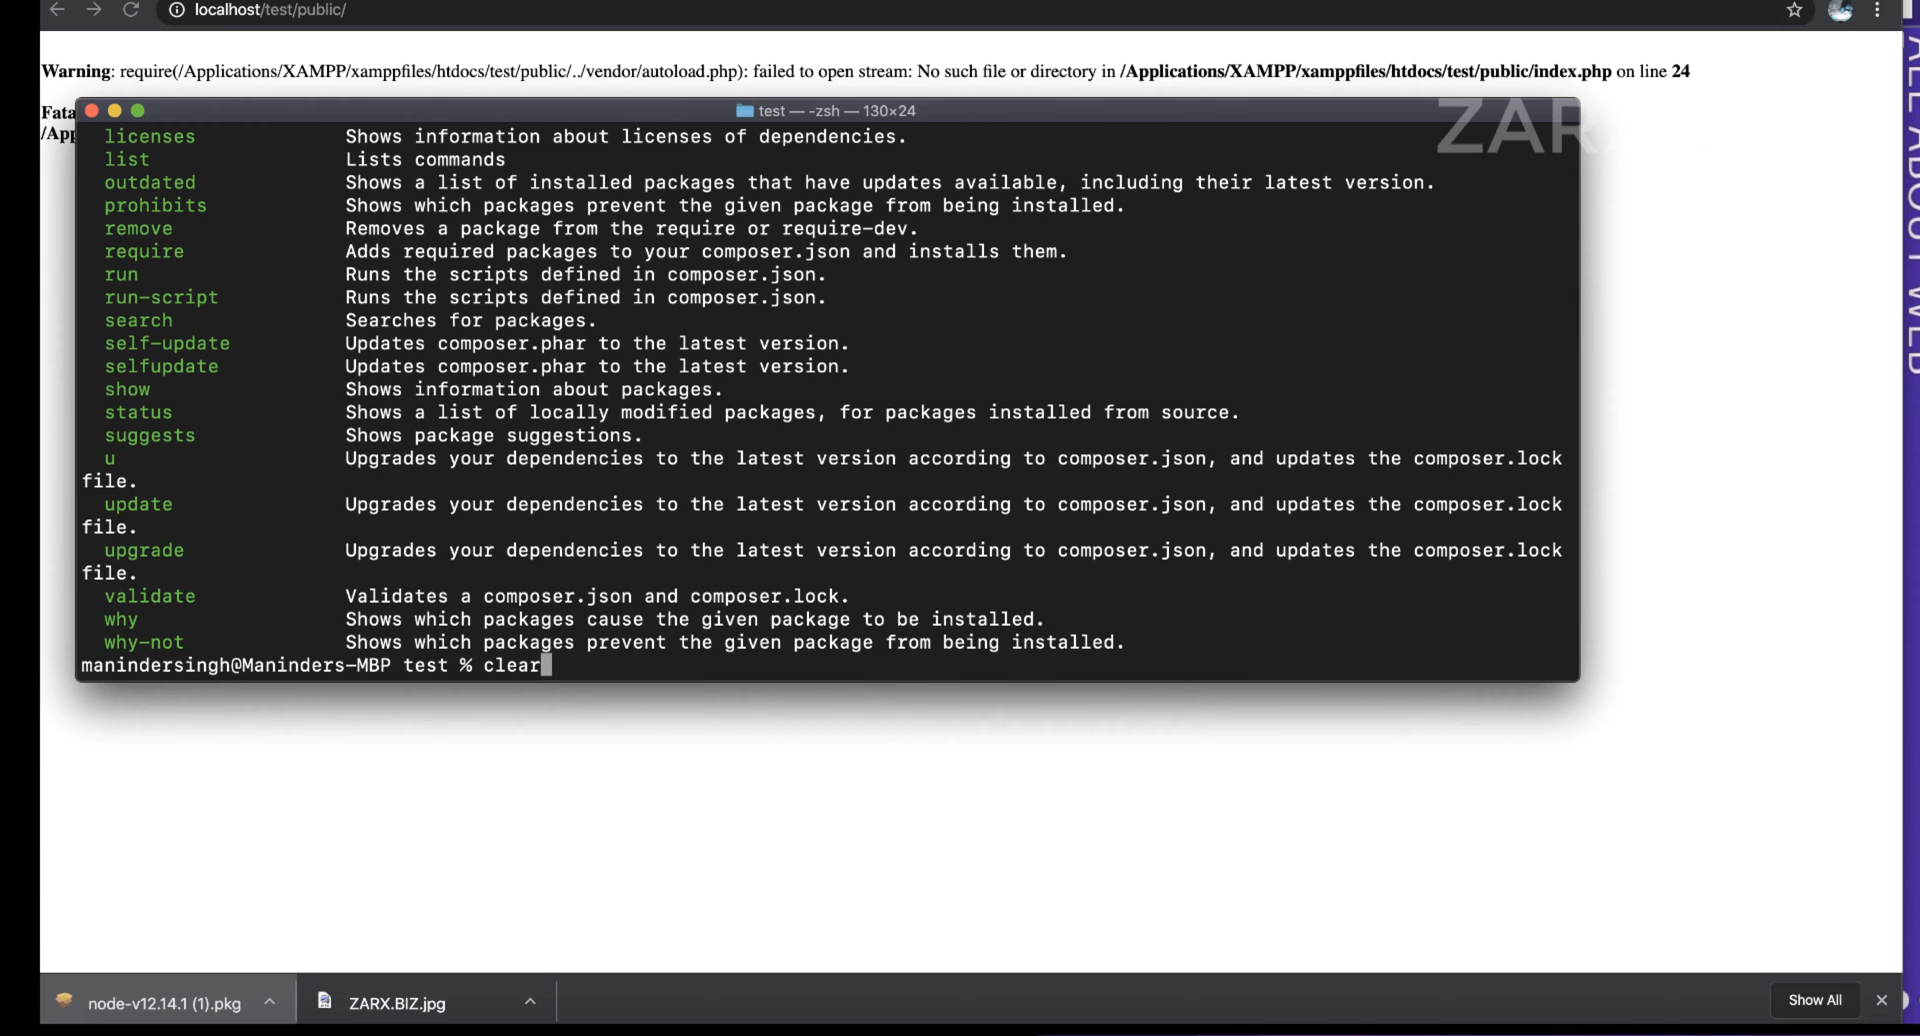 localhost/test/public/
Warning: require(/Applications/XAMPP/xamppfiles/htdocs/test/public/../vendor/autoload.php): failed to open stream: No such file or directory in /Applications/XAMPP/xamppfiles/htdocs/test/public/index.php on line 24
Fata
/App
test — -zsh — 130×24
ZAR
licenses Shows information about licenses of dependencies.
list Lists commands
outdated Shows a list of installed packages that have updates available, including their latest version.
prohibits Shows which packages prevent the given package from being installed.
remove Removes a package from the require or require-dev.
require Adds required packages to your composer.json and installs them.
run Runs the scripts defined in composer.json.
run-script Runs the scripts defined in composer.json.
search Searches for packages.
self-update Updates composer.phar to the latest version.
selfupdate Updates composer.phar to the latest version.
show Shows information about packages.
status Shows a list of locally modified packages, for packages installed from source.
suggests Shows package suggestions.
u Upgrades your dependencies to the latest version according to composer.json, and updates the composer.lock
file.
update Upgrades your dependencies to the latest version according to composer.json, and updates the composer.lock
file.
upgrade Upgrades your dependencies to the latest version according to composer.json, and updates the composer.lock
file.
validate Validates a composer.json and composer.lock.
why Shows which packages cause the given package to be installed.
why-not Shows which packages prevent the given package from being installed.
manindersingh@Maninders-MBP test % clear
ALL ABOUT WEB
node-v12.14.1 (1).pkg
ZARX.BIZ.jpg
Show All